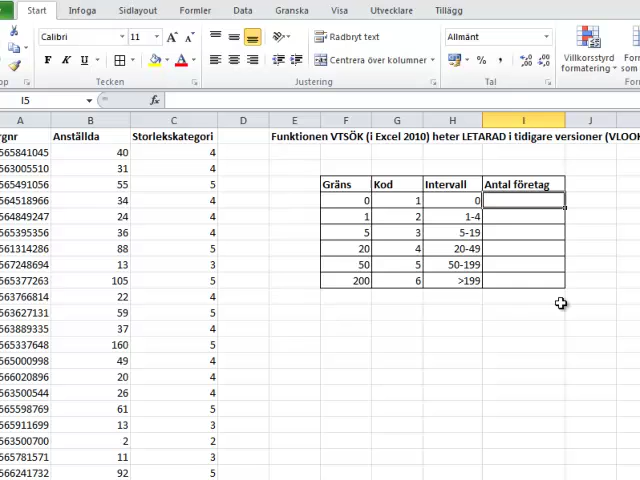 Start Infoga Sidlayout Formler Data Granska Visa Utvecklare Tillägg
Calibri 11 Radbryt text Allmänt
F K U Centrera över kolumner % Villkorsstyrd
formatering
Tecken Justering Tal
I5 fx
A B C D E F G H I J
rgnr Anställda Storlekskategori Funktionen VTSÖK (i Excel 2010) heter LETARAD i tidigare versioner (VLOOK
565841045 40 4
563005510 31 4
565491056 55 5 Gräns Kod Intervall Antal företag
564518966 34 4 0 1 0
564849247 24 4 1 2 1-4
565395356 36 4 5 3 5-19
561314286 88 5 20 4 20-49
567248694 13 3 50 5 50-199
565377263 105 5 200 6 >199
563766814 22 4
563627131 59 5
563889335 37 4
565337648 160 5
565000998 49 4
566020896 20 4
563500544 26 4
565598769 61 5
565911699 13 3
563500700 2 2
565781571 11 3
566241732 92 5